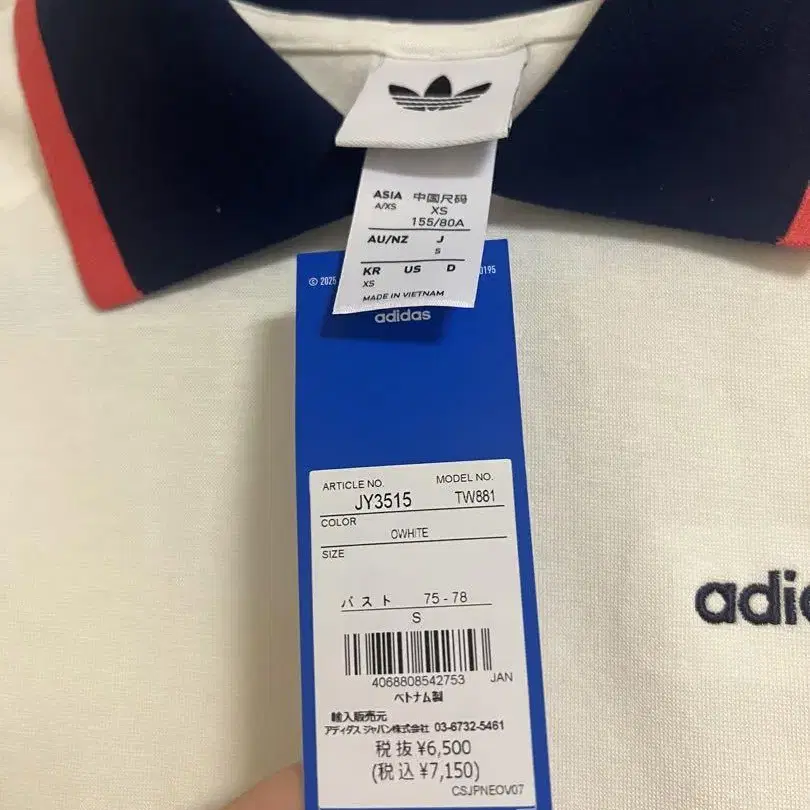 ASIA 中国尺码
A/XS XS
155/80A
AU/NZ J
S
KR US D
XS
MADE IN VIETNAM
© 2025
0195
adidas
ARTICLE NO. MODEL NO.
JY3515 TW881
COLOR
OWHITE
SIZE
バスト 75-78
S
4068808542753 JAN
ベトナム製
輸入販売元
アディダス ジャパン株式会社 03-6732-5461
税抜¥6,500
(税込¥7,150)
CSJPNEOV07